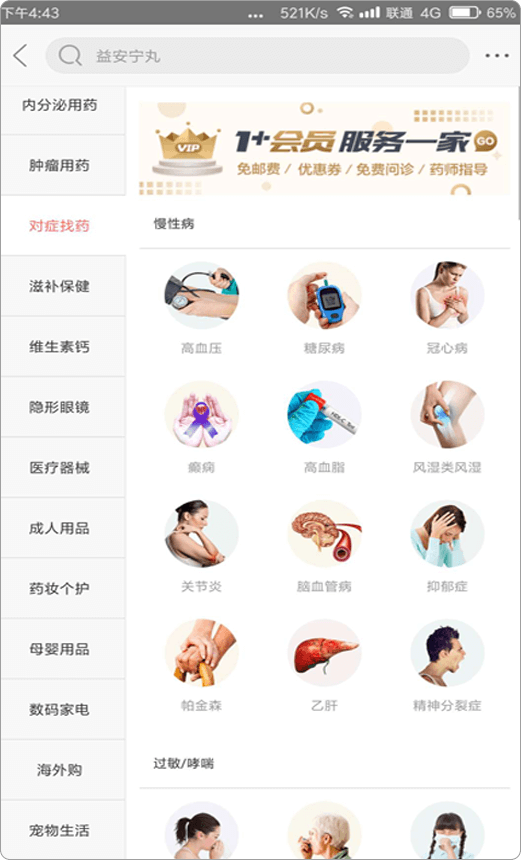 下午4:43
... 521K/s 联通 4G 65%
益安宁丸
内分泌用药
肿瘤用药
对症找药
滋补保健
维生素钙
隐形眼镜
医疗器械
成人用品
药妆个护
母婴用品
数码家电
海外购
宠物生活
VIP
1+会员 服务一家 GO
免邮费 / 优惠券 / 免费问诊 / 药师指导
慢性病
高血压 糖尿病 冠心病
癫痫 高血脂 风湿类风湿
关节炎 脑血管病 抑郁症
帕金森 乙肝 精神分裂症
过敏/哮喘